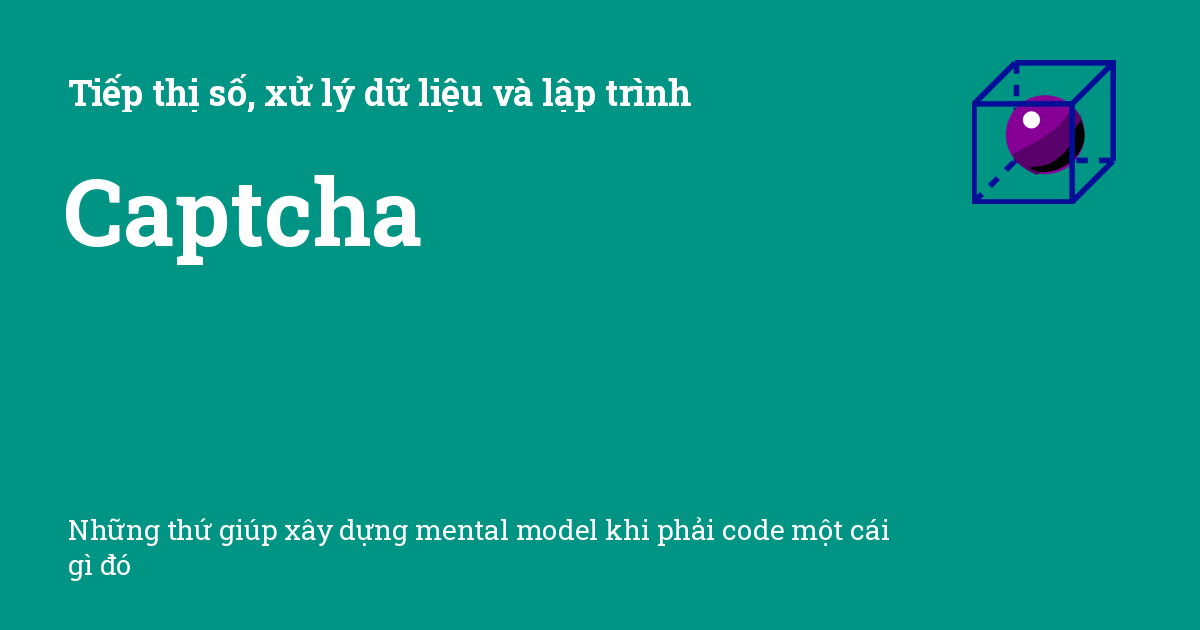 Tiếp thị số, xử lý dữ liệu và lập trình
Captcha
Những thứ giúp xây dựng mental model khi phải code một cái
gì đó